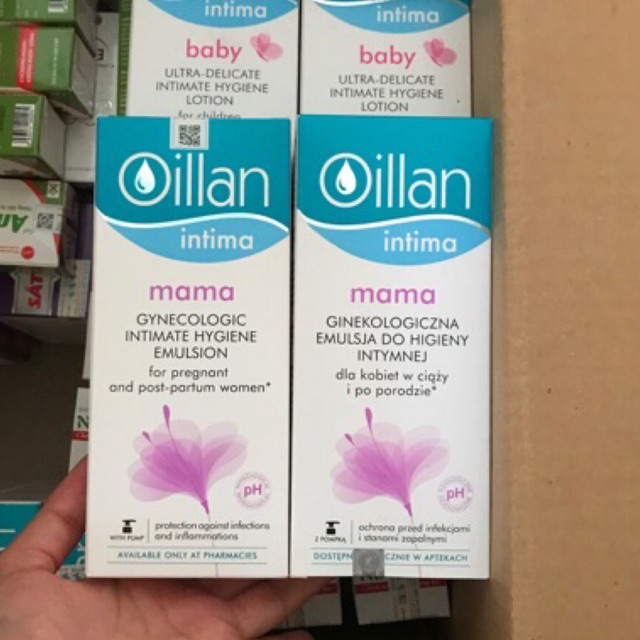 intima
baby
ULTRA-DELICATE
INTIMATE HYGIENE
LOTION
for children
intima
baby
ULTRA-DELICATE
INTIMATE HYGIENE
LOTION
Oillan
intima
mama
GYNECOLOGIC
INTIMATE HYGIENE
EMULSION
for pregnant
and post-partum women*
pH
WITH PUMP
protection against infections
and inflammations
AVAILABLE ONLY AT PHARMACIES
Oillan
intima
mama
GINEKOLOGICZNA
EMULSJA DO HIGIENY
INTYMNEJ
dla kobiet w ciąży
i po porodzie*
pH
Z POMPKĄ
ochrona przed infekcjami
i stanami zapalnymi
W APTEKACH
SẮT